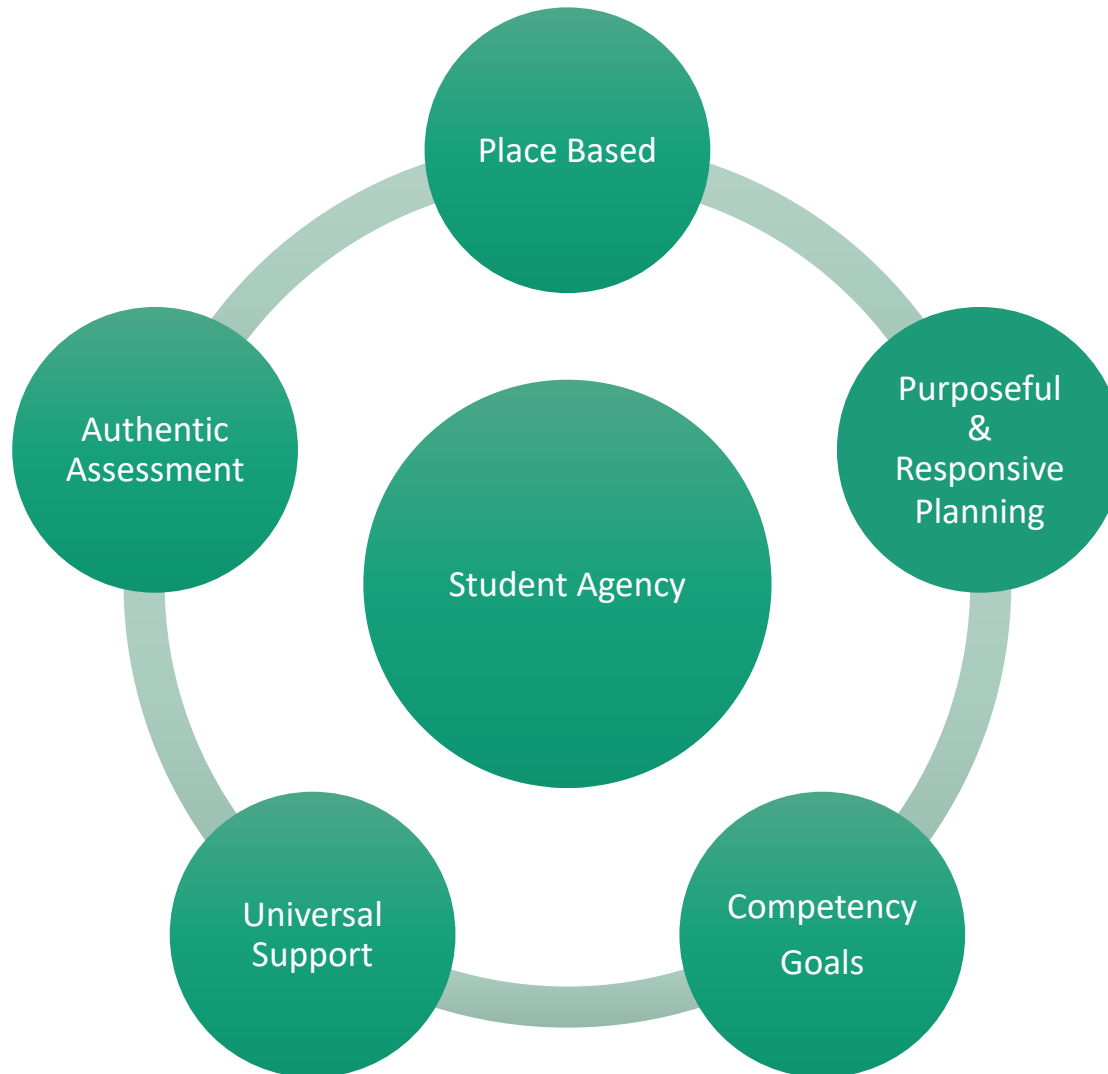 Place Based
Purposeful
&
Responsive
Planning
Authentic
Assessment
Student Agency
Competency
Goals
Universal
Support